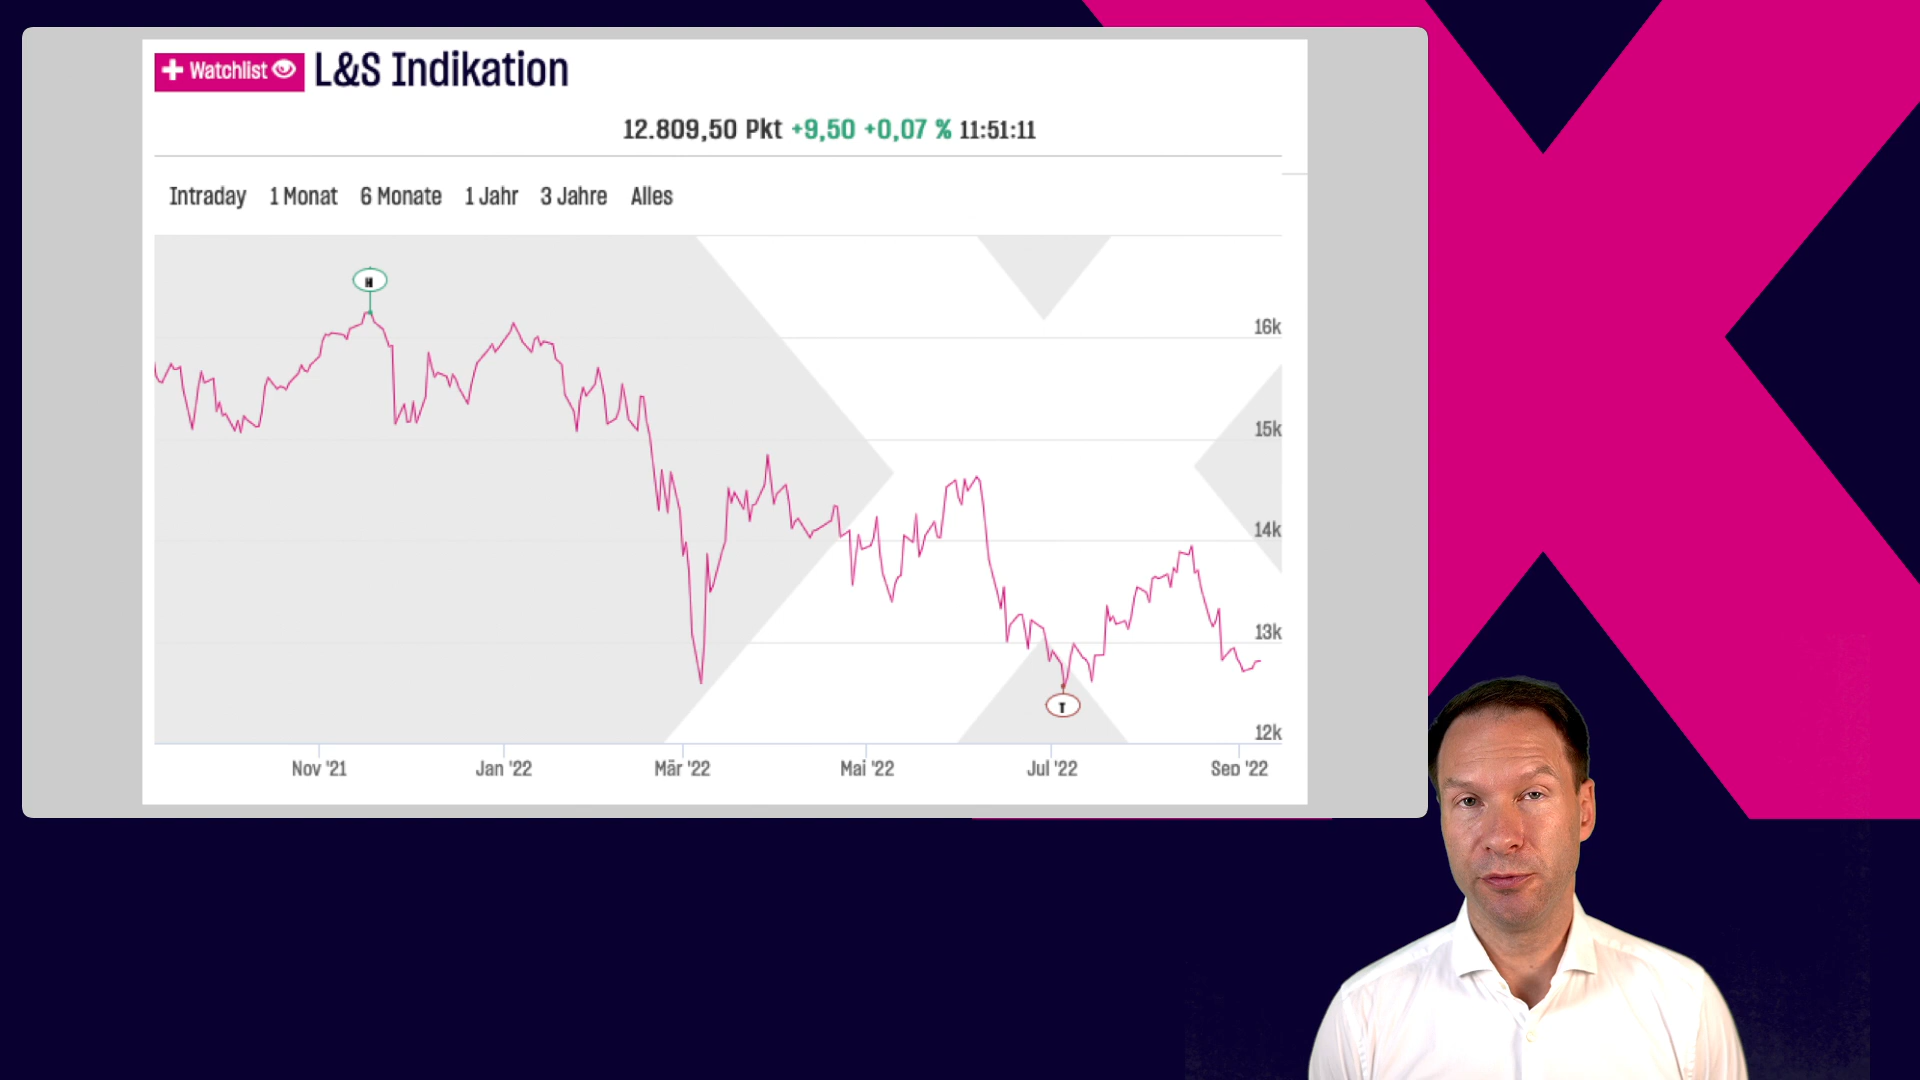 Watchlist L&S Indikation
12.809,50 Pkt +9,50 +0,07 % 11:51:11
Intraday 1 Monat 6 Monate 1 Jahr 3 Jahre Alles
H
16k
15k
14k
13k
T
12k
Nov '21 Jan '22 Mär '22 Mai '22 Jul '22 Sep '22